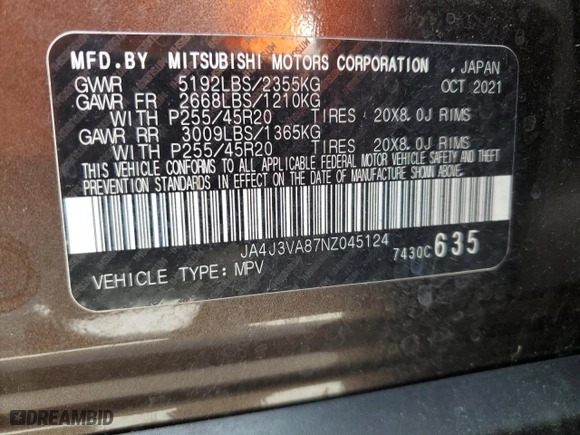 MFD.BY MITSUBISHI MOTORS CORPORATION , JAPAN
GVWR 5192LBS/2355KG OCT 2021
GAWR FR 2668LBS/1210KG
WITH P255/45R20 TIRES : 20X8.0J RIMS
GAWR RR 3009LBS/1365KG
WITH P255/45R20 TIRES : 20X8.0J RIMS
THIS VEHICLE CONFORMS TO ALL APPLICABLE FEDERAL MOTOR VEHICLE SAFETY AND THEFT
PREVENTION STANDARDS IN EFFECT ON THE DATE OF MANUFACTURE SHOWN ABOVE.
JA4J3VA87NZ045124
7430C 635
VEHICLE TYPE: MPV
DREAMBID